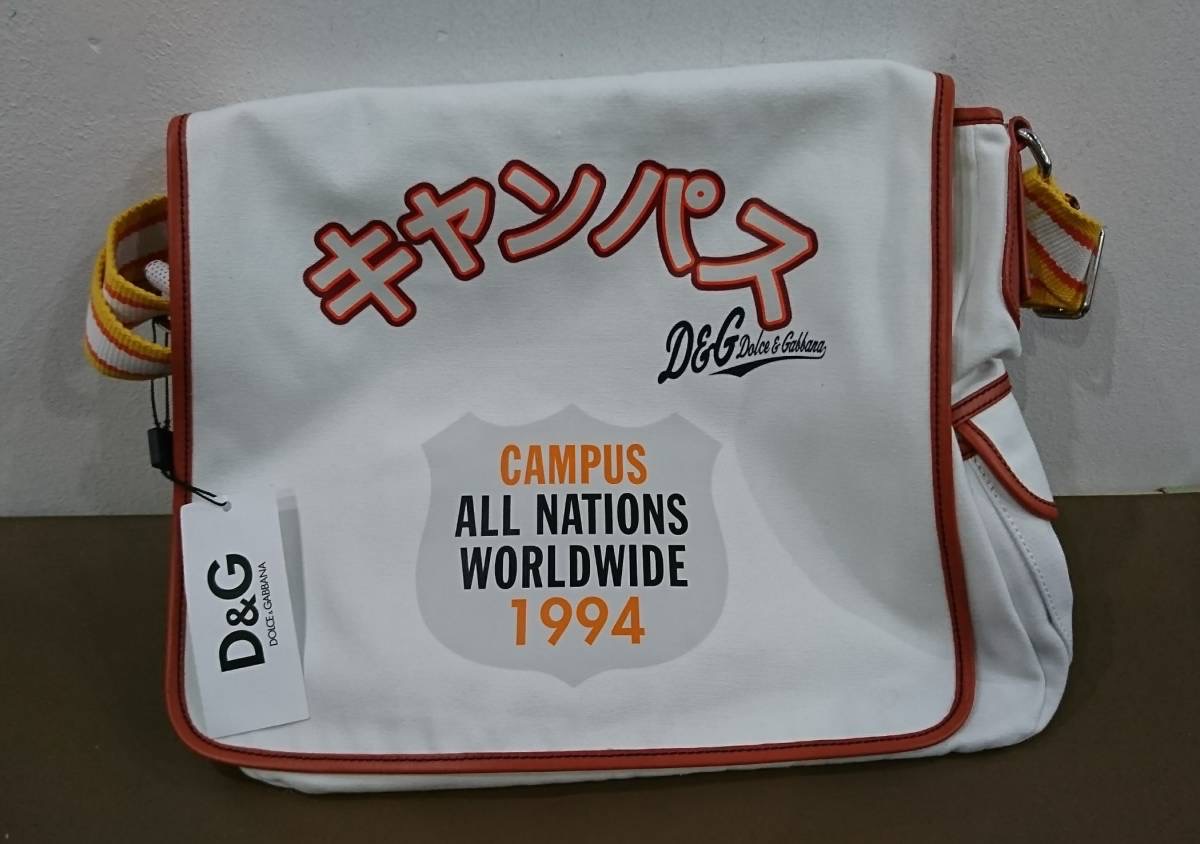 キャンパス
D&G Dolce & Gabbana
CAMPUS
ALL NATIONS
WORLDWIDE
1994
D&G
DOLCE & GABBANA